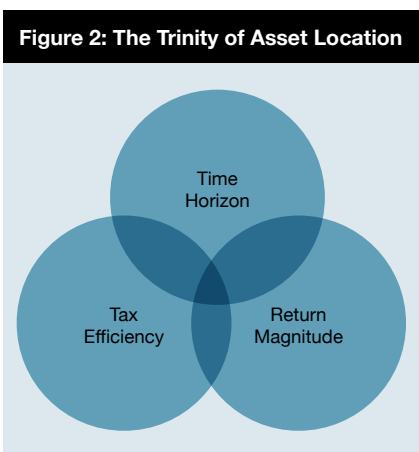 Figure 2: The Trinity of Asset Location
Time
Horizon
Tax
Efficiency
Return
Magnitude